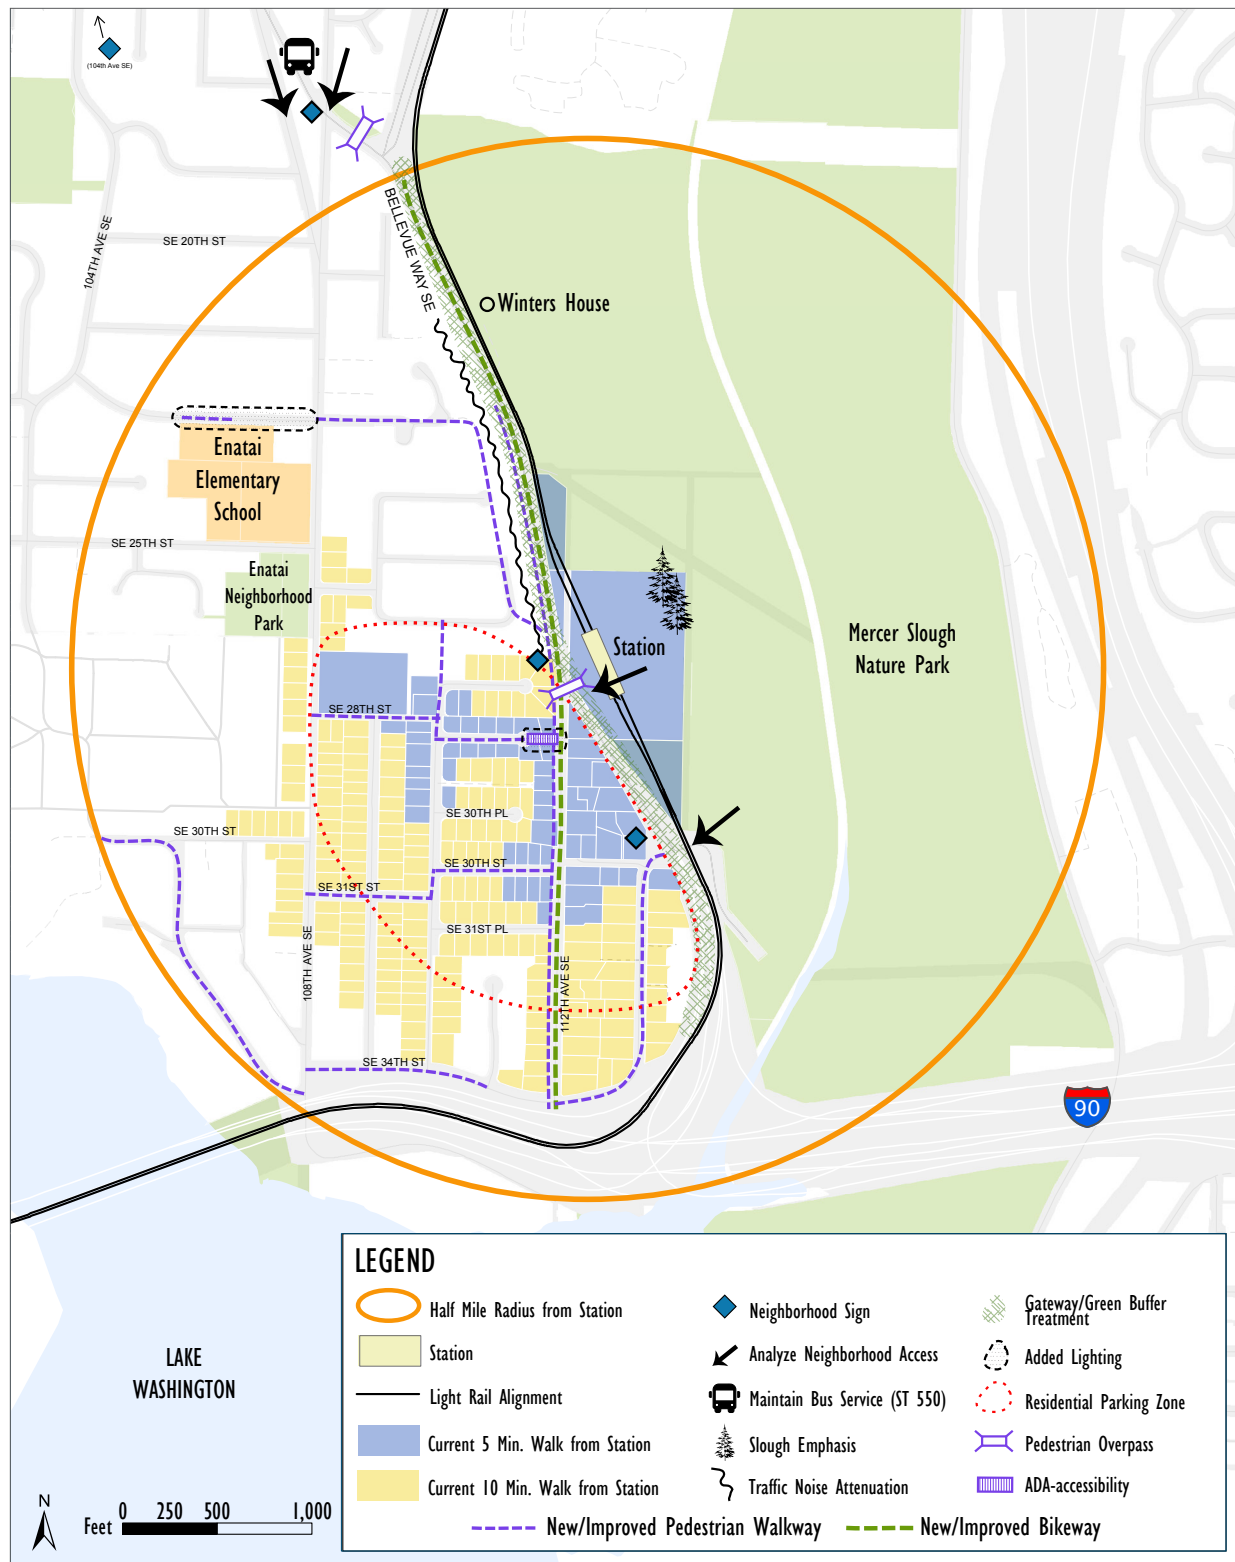 (104th Ave SE)
BELLEVUE WAY SE
104TH AVE SE
SE 20TH ST
Winters House
Enatai
Elementary
School
SE 25TH ST
Enatai
Neighborhood
Park
Mercer Slough
Nature Park
Station
SE 28TH ST
SE 30TH PL
SE 30TH ST
SE 30TH ST
SE 31ST ST
SE 31ST PL
108TH AVE SE
112TH AVE SE
SE 34TH ST
90
LEGEND
Half Mile Radius from Station
Station
Light Rail Alignment
Current 5 Min. Walk from Station
Current 10 Min. Walk from Station
Neighborhood Sign
Analyze Neighborhood Access
Maintain Bus Service (ST 550)
Slough Emphasis
Traffic Noise Attenuation
Gateway/Green Buffer
Treatment
Added Lighting
Residential Parking Zone
Pedestrian Overpass
ADA-accessibility
New/Improved Pedestrian Walkway
New/Improved Bikeway
LAKE
WASHINGTON
N
Feet
0 250 500 1,000